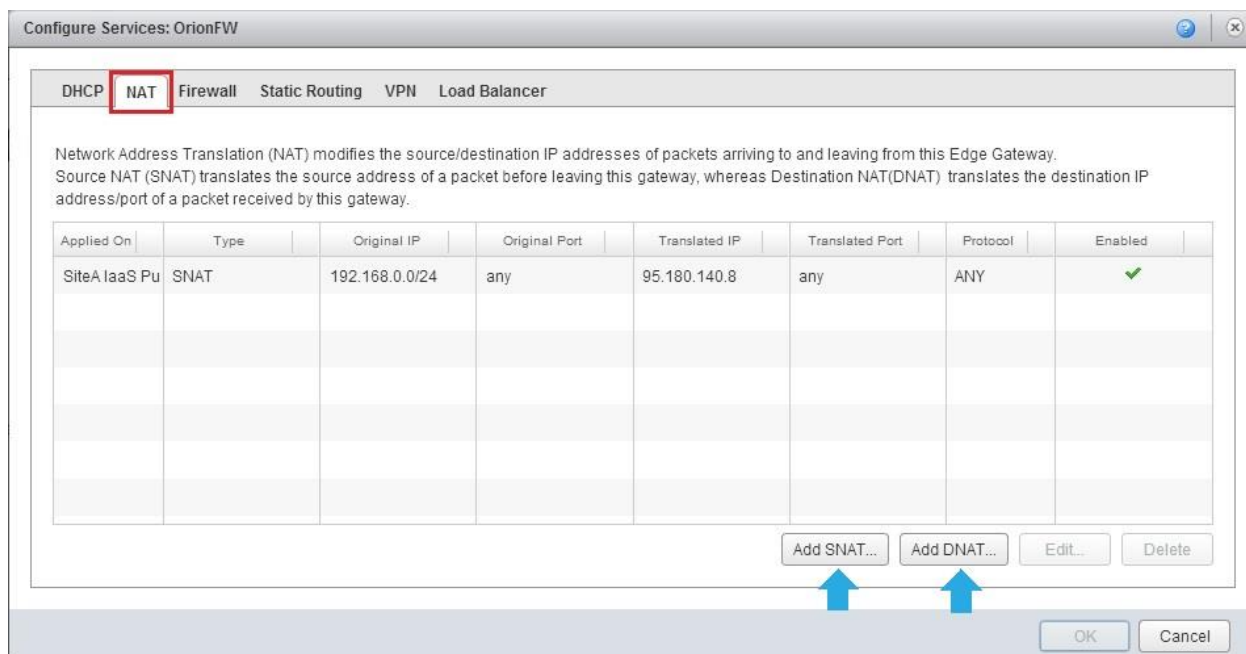 Configure Services: OrionFW
DHCP NAT Firewall Static Routing VPN Load Balancer
Network Address Translation (NAT) modifies the source/destination IP addresses of packets arriving to and leaving from this Edge Gateway.
Source NAT (SNAT) translates the source address of a packet before leaving this gateway, whereas Destination NAT(DNAT) translates the destination IP
address/port of a packet received by this gateway.
Applied On Type Original IP Original Port Translated IP Translated Port Protocol Enabled
SiteA IaaS Pu SNAT 192.168.0.0/24 any 95.180.140.8 any ANY
Add SNAT... Add DNAT... Edit... Delete
OK Cancel